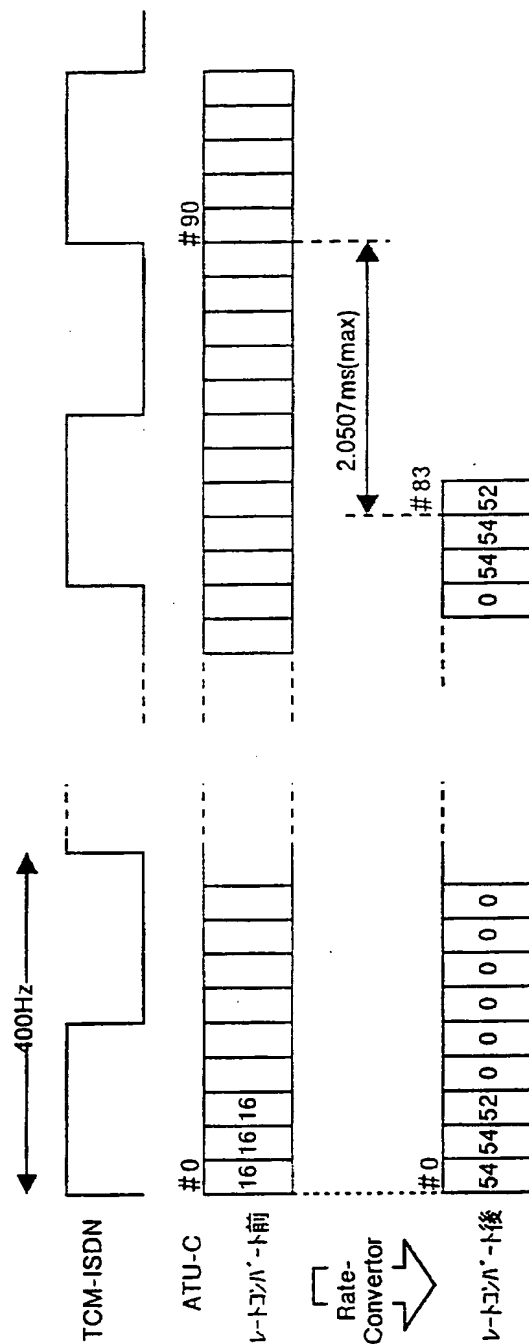 TCM-ISDN
400Hz
ATU-C
レートコンバート前
#0
16 16 16
#90
2.0507ms(max)
Rate-
Convertor
レートコンバート後
#0
54 54 52 0 0 0 0 0 0
#83
0 54 54 52